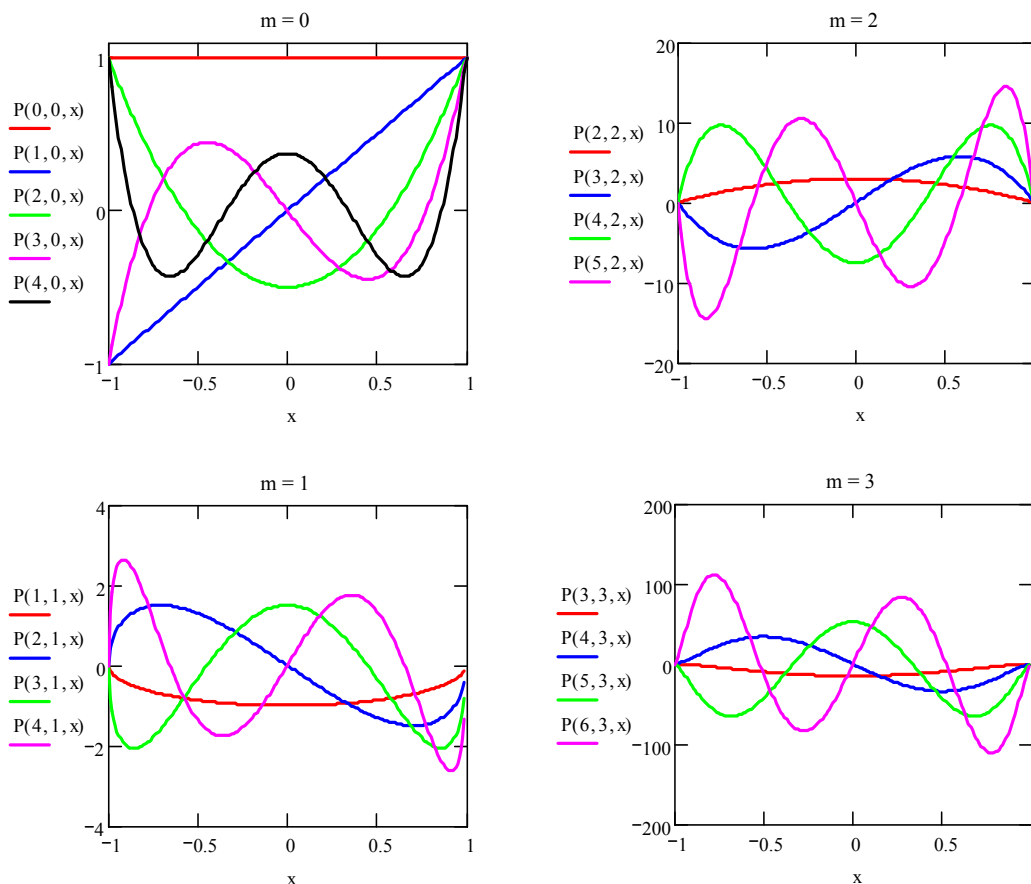 m = 0
1
0
−1
P(0,0,x)
P(1,0,x)
P(2,0,x)
P(3,0,x)
P(4,0,x)
−1 −0.5 0 0.5 1
x
m = 2
20
10
0
−10
−20
P(2,2,x)
P(3,2,x)
P(4,2,x)
P(5,2,x)
−1 −0.5 0 0.5
x
m = 1
4
2
0
−2
−4
P(1,1,x)
P(2,1,x)
P(3,1,x)
P(4,1,x)
−1 −0.5 0 0.5 1
x
m = 3
200
100
0
−100
−200
P(3,3,x)
P(4,3,x)
P(5,3,x)
P(6,3,x)
−1 −0.5 0 0.5
x